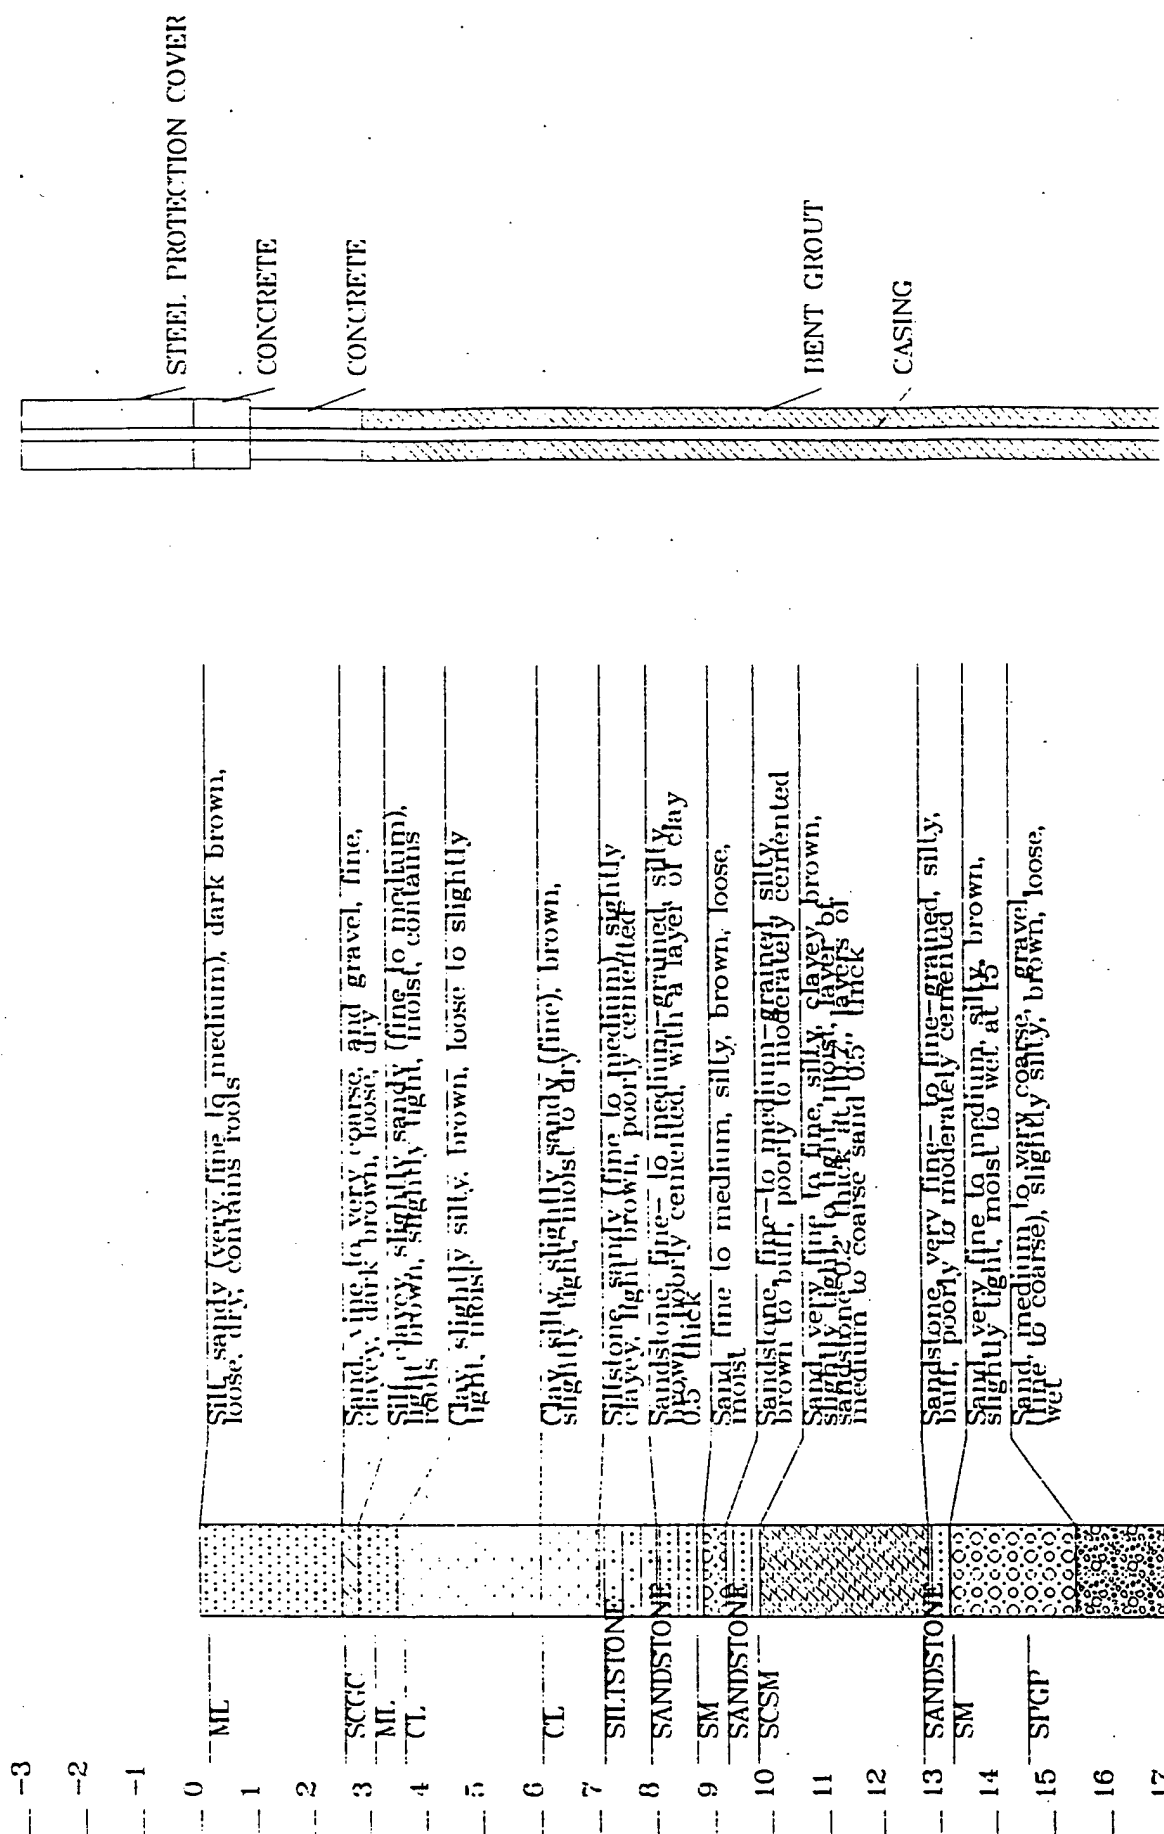 STEEL PROTECTION COVER
CONCRETE
CONCRETE
BENT GROUT
CASING
Silt, sandy (very fine to medium), dark brown,
loose, dry, contains roots
Sand, vine to very coarse, and gravel, fine,
clayey, dark brown, loose, dry
Silt, clayey, slightly sandy (fine to medium),
light brown, slightly tight, moist, contains
roots
Clay, slightly silty, brown, loose to slightly
tight, moist
Clay, silty, slightly sandy (fine), brown,
slightly tight, moist to dry
Siltstone, sandy (fine to medium), slightly
clayey, light brown, poorly cemented
Sandstone, fine- to medium-grained, silty,
brown, poorly cemented, with a layer of clay
0.5" thick
Sand, fine to medium, silty, brown, loose,
moist
Sandstone, fine-to medium-grained, silty,
brown to buff, poorly to moderately cemented
Sand, very fine to fine, silty, clayey, brown,
slightly tight to tight, moist, layer of
sandstone 0.2' thick at layers of
medium to coarse sand 0.5" thick
Sandstone, very fine- to fine-grained, silty,
buff, poorly to moderately cemented
Sand, very fine to medium, silty, brown,
slightly tight, moist to wet at 15'
Sand, medium to very coarse, gravel
(fine to coarse), slightly silty, brown, loose,
wet
ML
SCGC
ML
CL
CL
SILTSTONE
SANDSTONE
SM
SANDSTONE
SCSM
SANDSTONE
SM
SPGP
-3
-2
-1
0
1
2
3
4
5
6
7
8
9
10
11
12
13
14
15
16
17